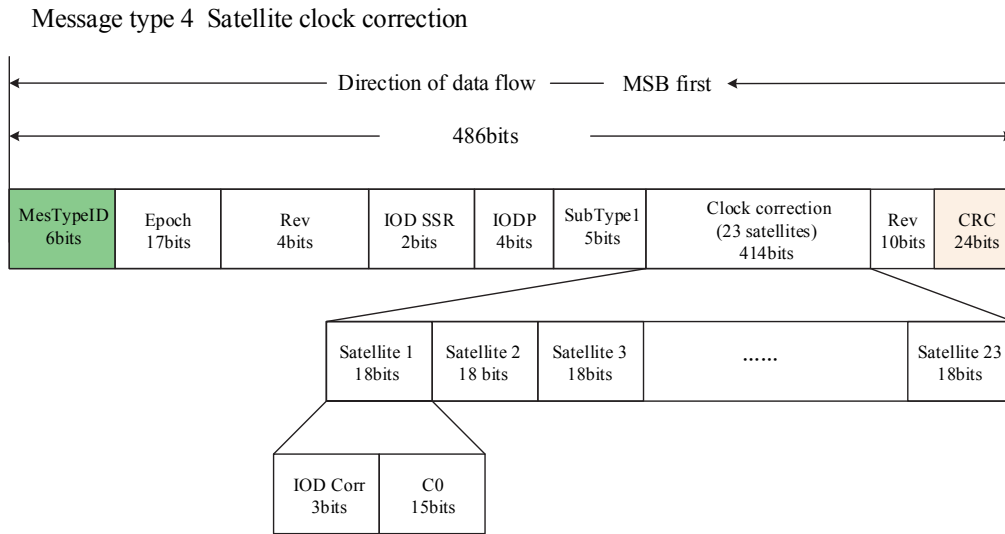 Message type 4 Satellite clock correction
Direction of data flow
MSB first
486bits
MesTypeID
6bits
Epoch
17bits
Rev
4bits
IOD SSR
2bits
IODP
4bits
SubType1
5bits
Clock correction
(23 satellites)
414bits
Rev
10bits
CRC
24bits
Satellite 1
18bits
Satellite 2
18 bits
Satellite 3
18bits
......
Satellite 23
18bits
IOD Corr
3bits
C0
15bits